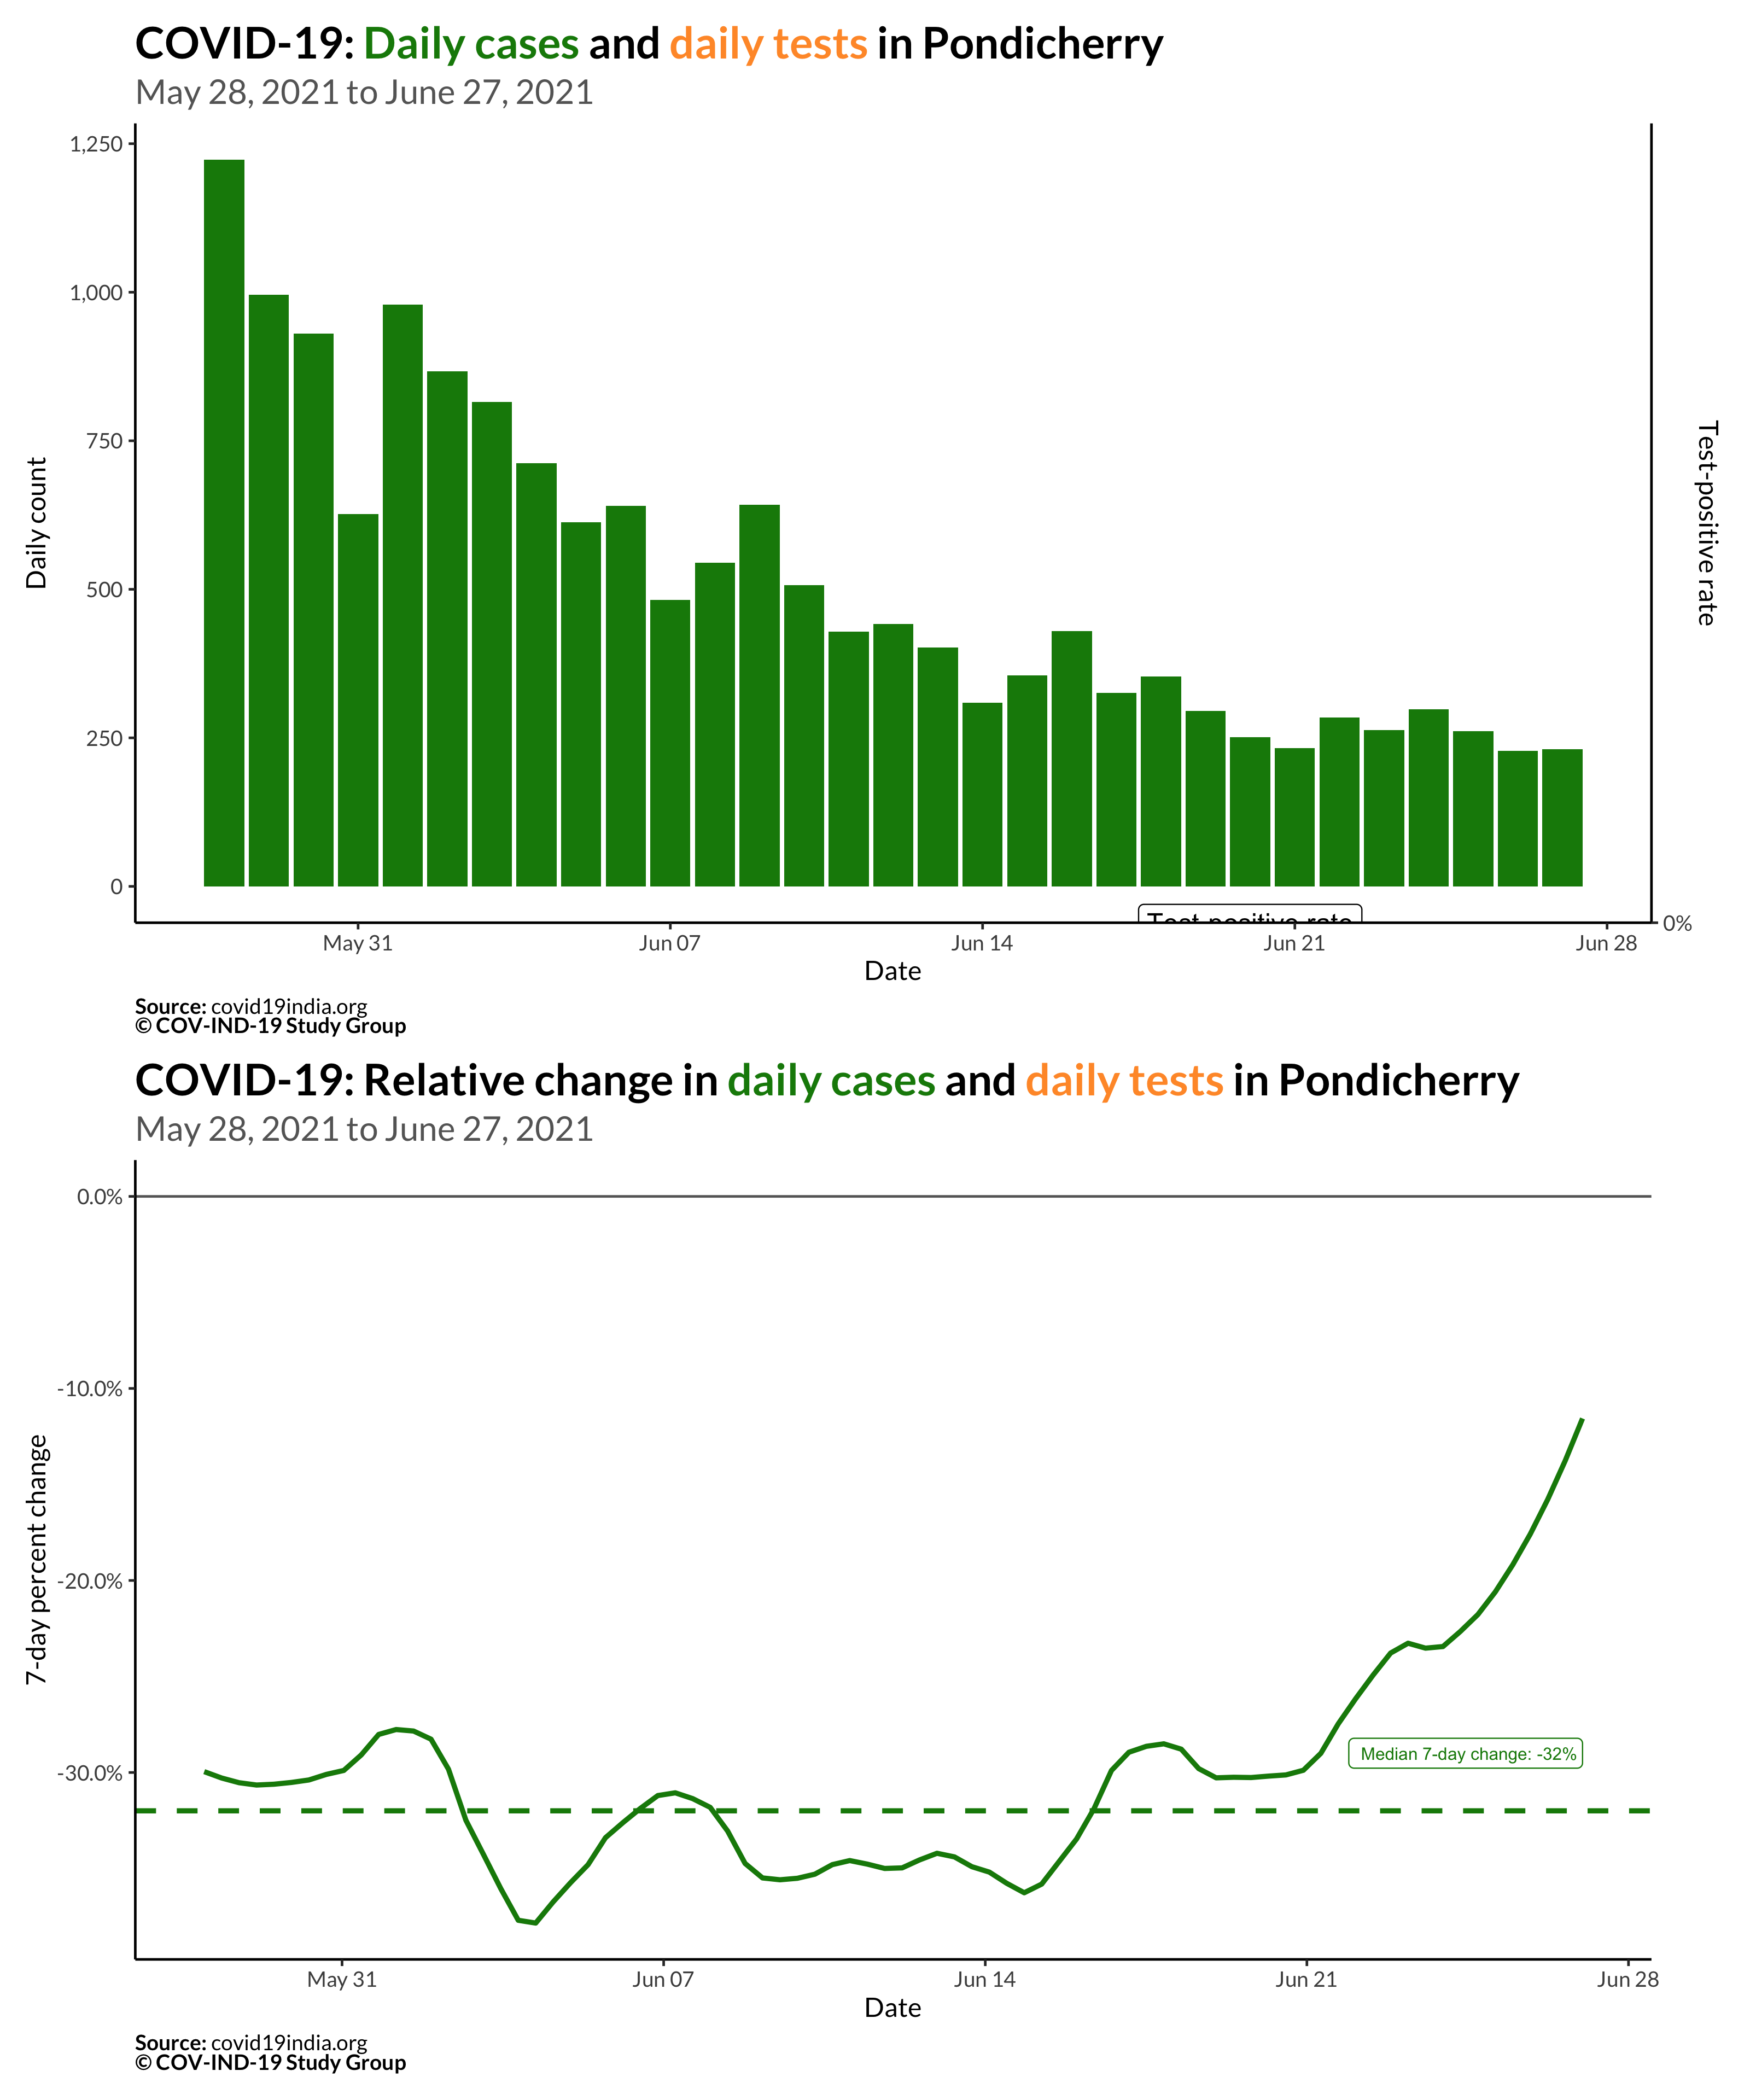 COVID-19: Daily cases and daily tests in Pondicherry
May 28, 2021 to June 27, 2021
Daily count
1,250
1,000
750
500
250
0
Test-positive rate
Test-positive rate
0%
May 31
Jun 07
Jun 14
Jun 21
Jun 28
Date
Source: covid19india.org
© COV-IND-19 Study Group
COVID-19: Relative change in daily cases and daily tests in Pondicherry
May 28, 2021 to June 27, 2021
7-day percent change
0.0%
-10.0%
-20.0%
-30.0%
Median 7-day change: -32%
May 31
Jun 07
Jun 14
Jun 21
Jun 28
Date
Source: covid19india.org
© COV-IND-19 Study Group